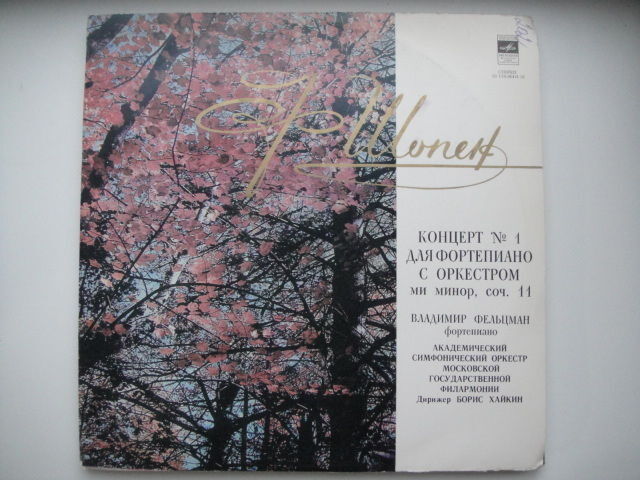 СТЕРЕО
Ф. Шопен
КОНЦЕРТ № 1
ДЛЯ ФОРТЕПИАНО
С ОРКЕСТРОМ
МИ МИНОР, СОЧ. 11
ВЛАДИМИР ФЕЛЬЦМАН
фортепиано
АКАДЕМИЧЕСКИЙ
СИМФОНИЧЕСКИЙ ОРКЕСТР
МОСКОВСКОЙ
ГОСУДАРСТВЕННОЙ
ФИЛАРМОНИИ
Дирижер БОРИС ХАЙКИН